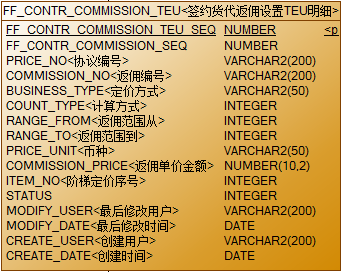 FF_CONTR_COMMISSION_TEU<签约货代返佣设置TEU明细>
FF_CONTR_COMMISSION_TEU_SEQ NUMBER <p
FF_CONTR_COMMISSION_SEQ NUMBER
PRICE_NO<协议编号> VARCHAR2(200)
COMMISSION_NO<返佣编号> VARCHAR2(200)
BUSINESS_TYPE<定价方式> VARCHAR2(50)
COUNT_TYPE<计算方式> INTEGER
RANGE_FROM<返佣范围从> INTEGER
RANGE_TO<返佣范围到> INTEGER
PRICE_UNIT<币种> VARCHAR2(50)
COMMISSION_PRICE<返佣单价金额> NUMBER(10,2)
ITEM_NO<阶梯定价序号> INTEGER
STATUS INTEGER
MODIFY_USER<最后修改用户> VARCHAR2(200)
MODIFY_DATE<最后修改时间> DATE
CREATE_USER<创建用户> VARCHAR2(200)
CREATE_DATE<创建时间> DATE